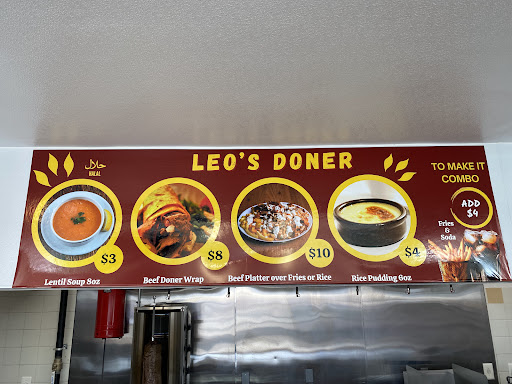 LEO'S DONER
حلال
HALAL
TO MAKE IT
COMBO
ADD
$4
Fries
&
Soda
$3
$8
$10
$4
Lentil Soup 8oz
Beef Doner Wrap
Beef Platter over Fries or Rice
Rice Pudding 6oz